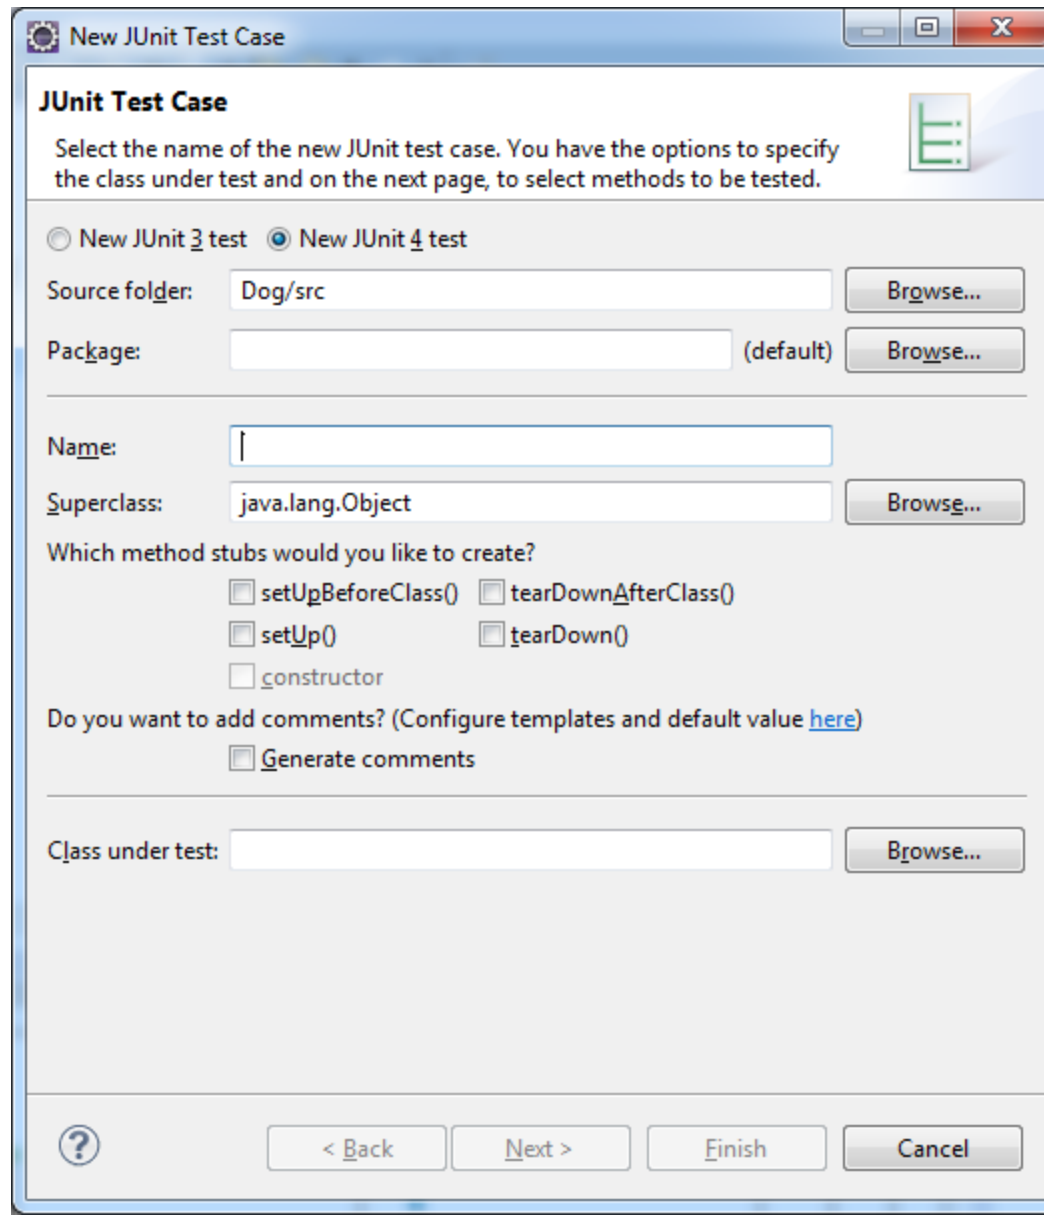 New JUnit Test Case
JUnit Test Case
Select the name of the new JUnit test case. You have the options to specify
the class under test and on the next page, to select methods to be tested.
New JUnit 3 test New JUnit 4 test
Source folder: Dog/src Browse...
Package: (default) Browse...
Name:
Superclass: java.lang.Object Browse...
Which method stubs would you like to create?
setUpBeforeClass() tearDownAfterClass()
setUp() tearDown()
constructor
Do you want to add comments? (Configure templates and default value here)
Generate comments
Class under test: Browse...
? < Back Next > Finish Cancel